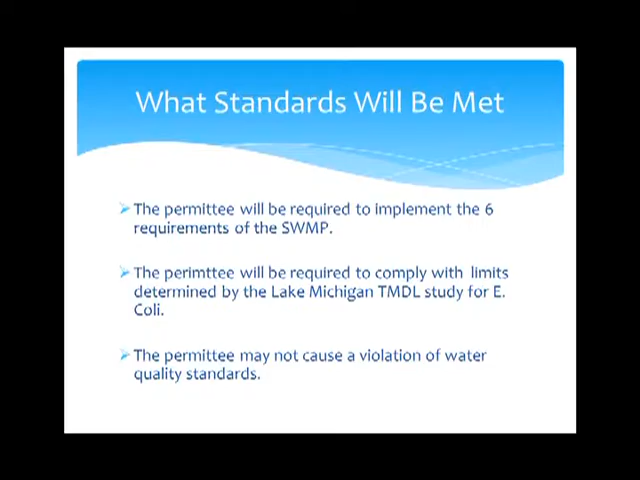 What Standards Will Be Met
The permittee will be required to implement the 6
requirements of the SWMP.
The perimttee will be required to comply with limits
determined by the Lake Michigan TMDL study for E.
Coli.
The permittee may not cause a violation of water
quality standards.